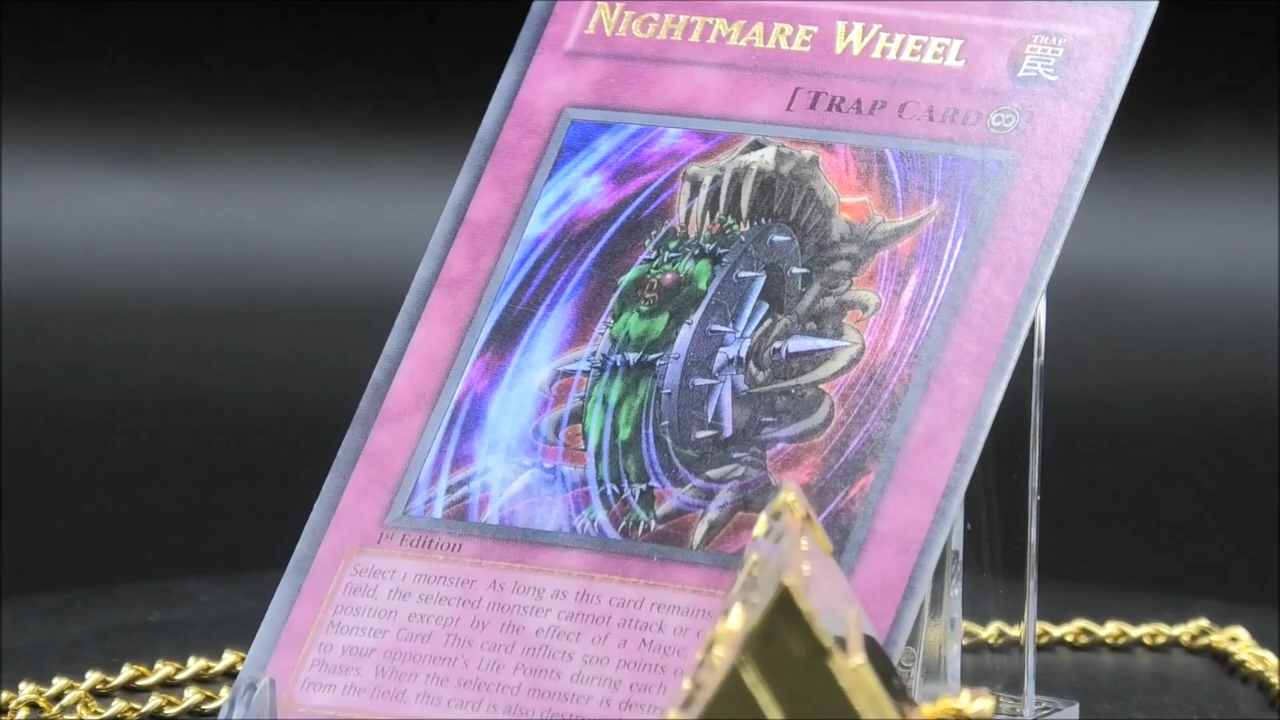 NIGHTMARE WHEEL
TRAP
罠
[TRAP CARD ∞]
1st Edition
Select 1 monster. As long as this card remains
field, the selected monster cannot attack or
position except by the effect of a Magic,
Monster Card. This card inflicts 500 points
to your opponent's Life Points during each
Phases. When the selected monster is
from the field, this card is also